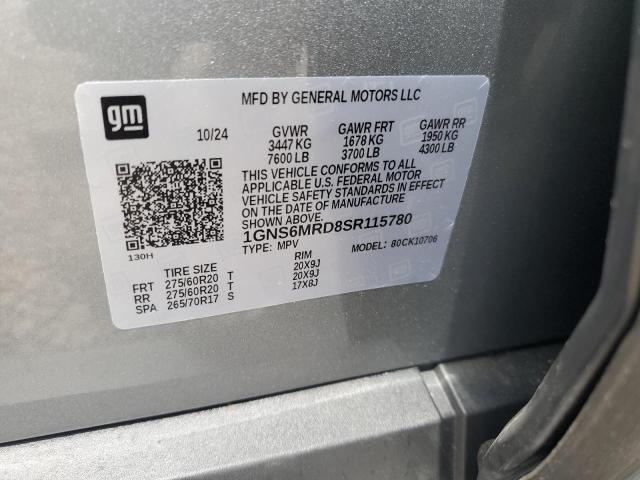 gm
MFD BY GENERAL MOTORS LLC
10/24 GVWR GAWR FRT GAWR RR
3447 KG 1678 KG 1950 KG
7600 LB 3700 LB 4300 LB
THIS VEHICLE CONFORMS TO ALL
APPLICABLE U.S. FEDERAL MOTOR
VEHICLE SAFETY STANDARDS IN EFFECT
ON THE DATE OF MANUFACTURE
SHOWN ABOVE.
1GNS6MRD8SR115780
TYPE: MPV MODEL: 80CK10706
130H
TIRE SIZE RIM
FRT 275/60R20 T 20X9J
RR 275/60R20 T 20X9J
SPA 265/70R17 S 17X8J